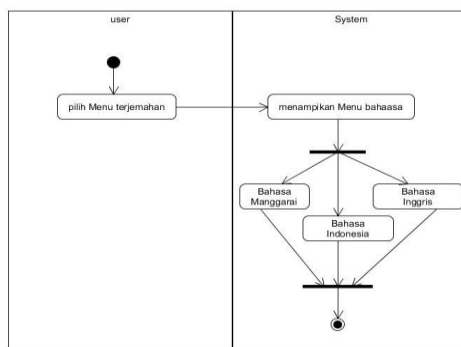 user
System
pilih Menu terjemahan
menampikan Menu bahaasa
Bahasa
Manggarai
Bahasa
Inggris
Bahasa
Indonesia